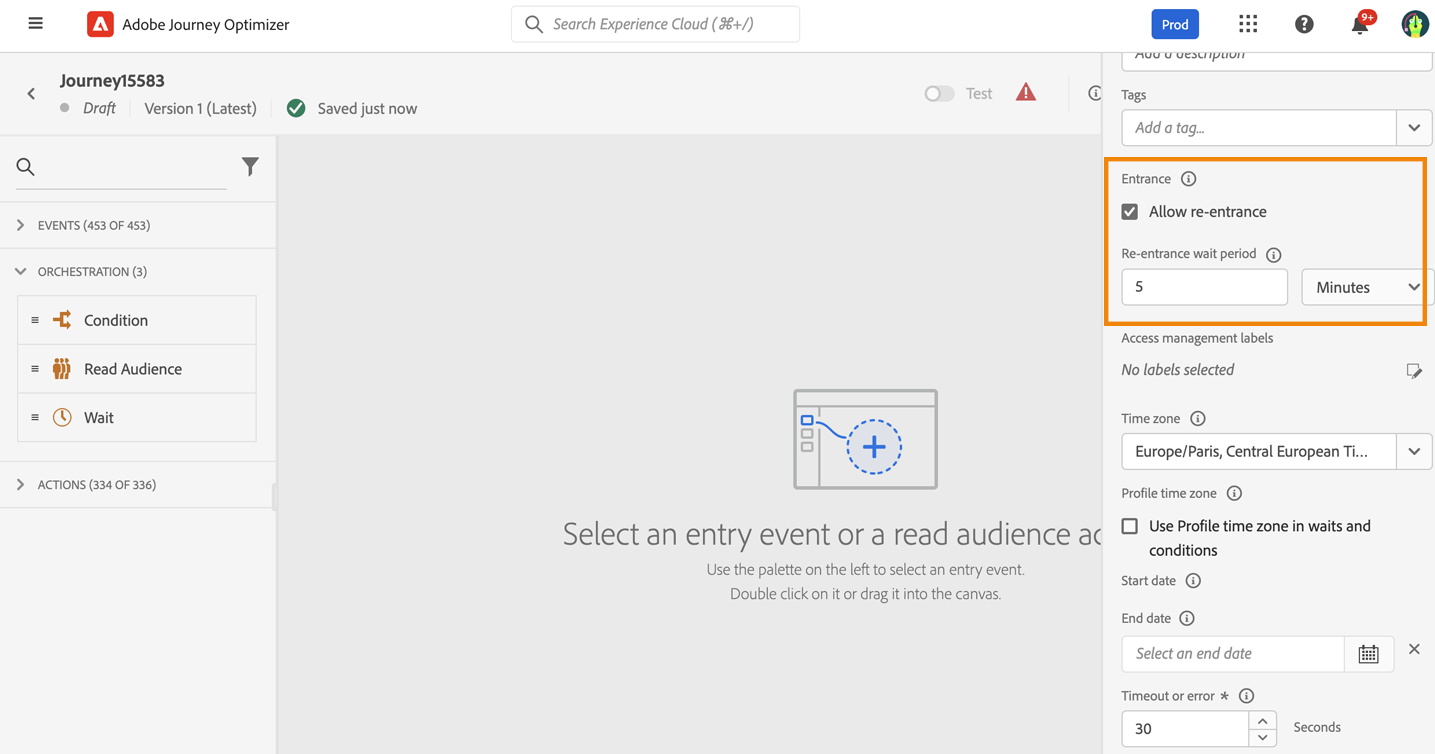 Adobe Journey Optimizer
Search Experience Cloud (⌘+/)
Prod
9+
Journey15583
Draft
Version 1 (Latest)
Saved just now
Test
EVENTS (453 OF 453)
ORCHESTRATION (3)
Condition
Read Audience
Wait
ACTIONS (334 OF 336)
Select an entry event or a read audience ac
Use the palette on the left to select an entry event.
Double click on it or drag it into the canvas.
Add a description
Tags
Add a tag...
Entrance
Allow re-entrance
Re-entrance wait period
5
Minutes
Access management labels
No labels selected
Time zone
Europe/Paris, Central European Ti...
Profile time zone
Use Profile time zone in waits and
conditions
Start date
End date
Select an end date
Timeout or error *
30
Seconds